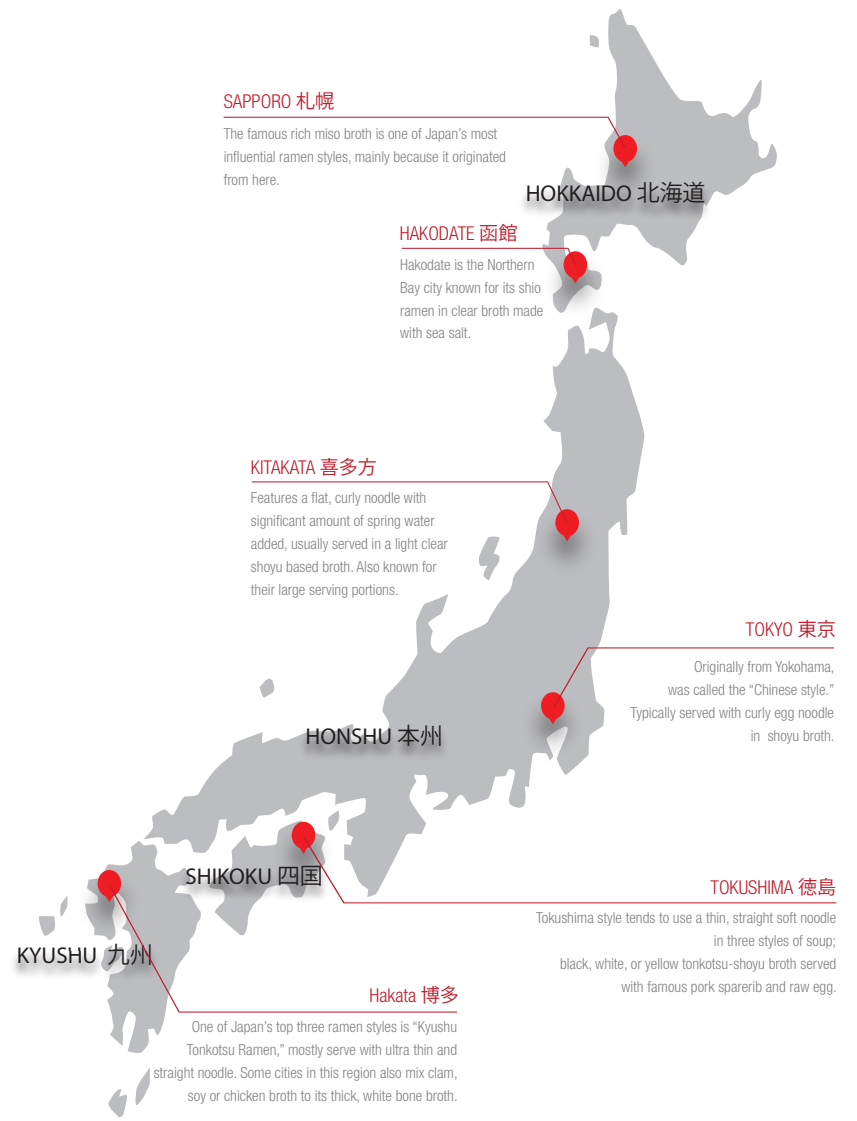 SAPPORO 札幌
The famous rich miso broth is one of Japan's most
influential ramen styles, mainly because it originated
from here.
HOKKAIDO 北海道
HAKODATE 函館
Hakodate is the Northern
Bay city known for its shio
ramen in clear broth made
with sea salt.
KITAKATA 喜多方
Features a flat, curly noodle with
significant amount of spring water
added, usually served in a light clear
shoyu based broth. Also known for
their large serving portions.
TOKYO 東京
Originally from Yokohama,
was called the “Chinese style.”
Typically served with curly egg noodle
in shoyu broth.
HONSHU 本州
SHIKOKU 四国
TOKUSHIMA 徳島
Tokushima style tends to use a thin, straight soft noodle
in three styles of soup;
black, white, or yellow tonkotsu-shoyu broth served
with famous pork sparerib and raw egg.
KYUSHU 九州
Hakata 博多
One of Japan's top three ramen styles is “Kyushu
Tonkotsu Ramen,” mostly serve with ultra thin and
straight noodle. Some cities in this region also mix clam,
soy or chicken broth to its thick, white bone broth.